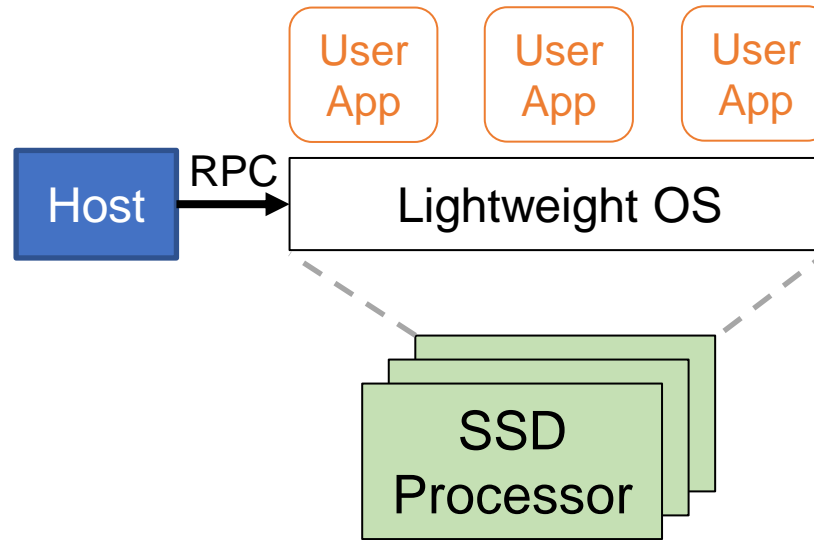 User
App
User
App
User
App
Host
RPC
Lightweight OS
SSD
Processor